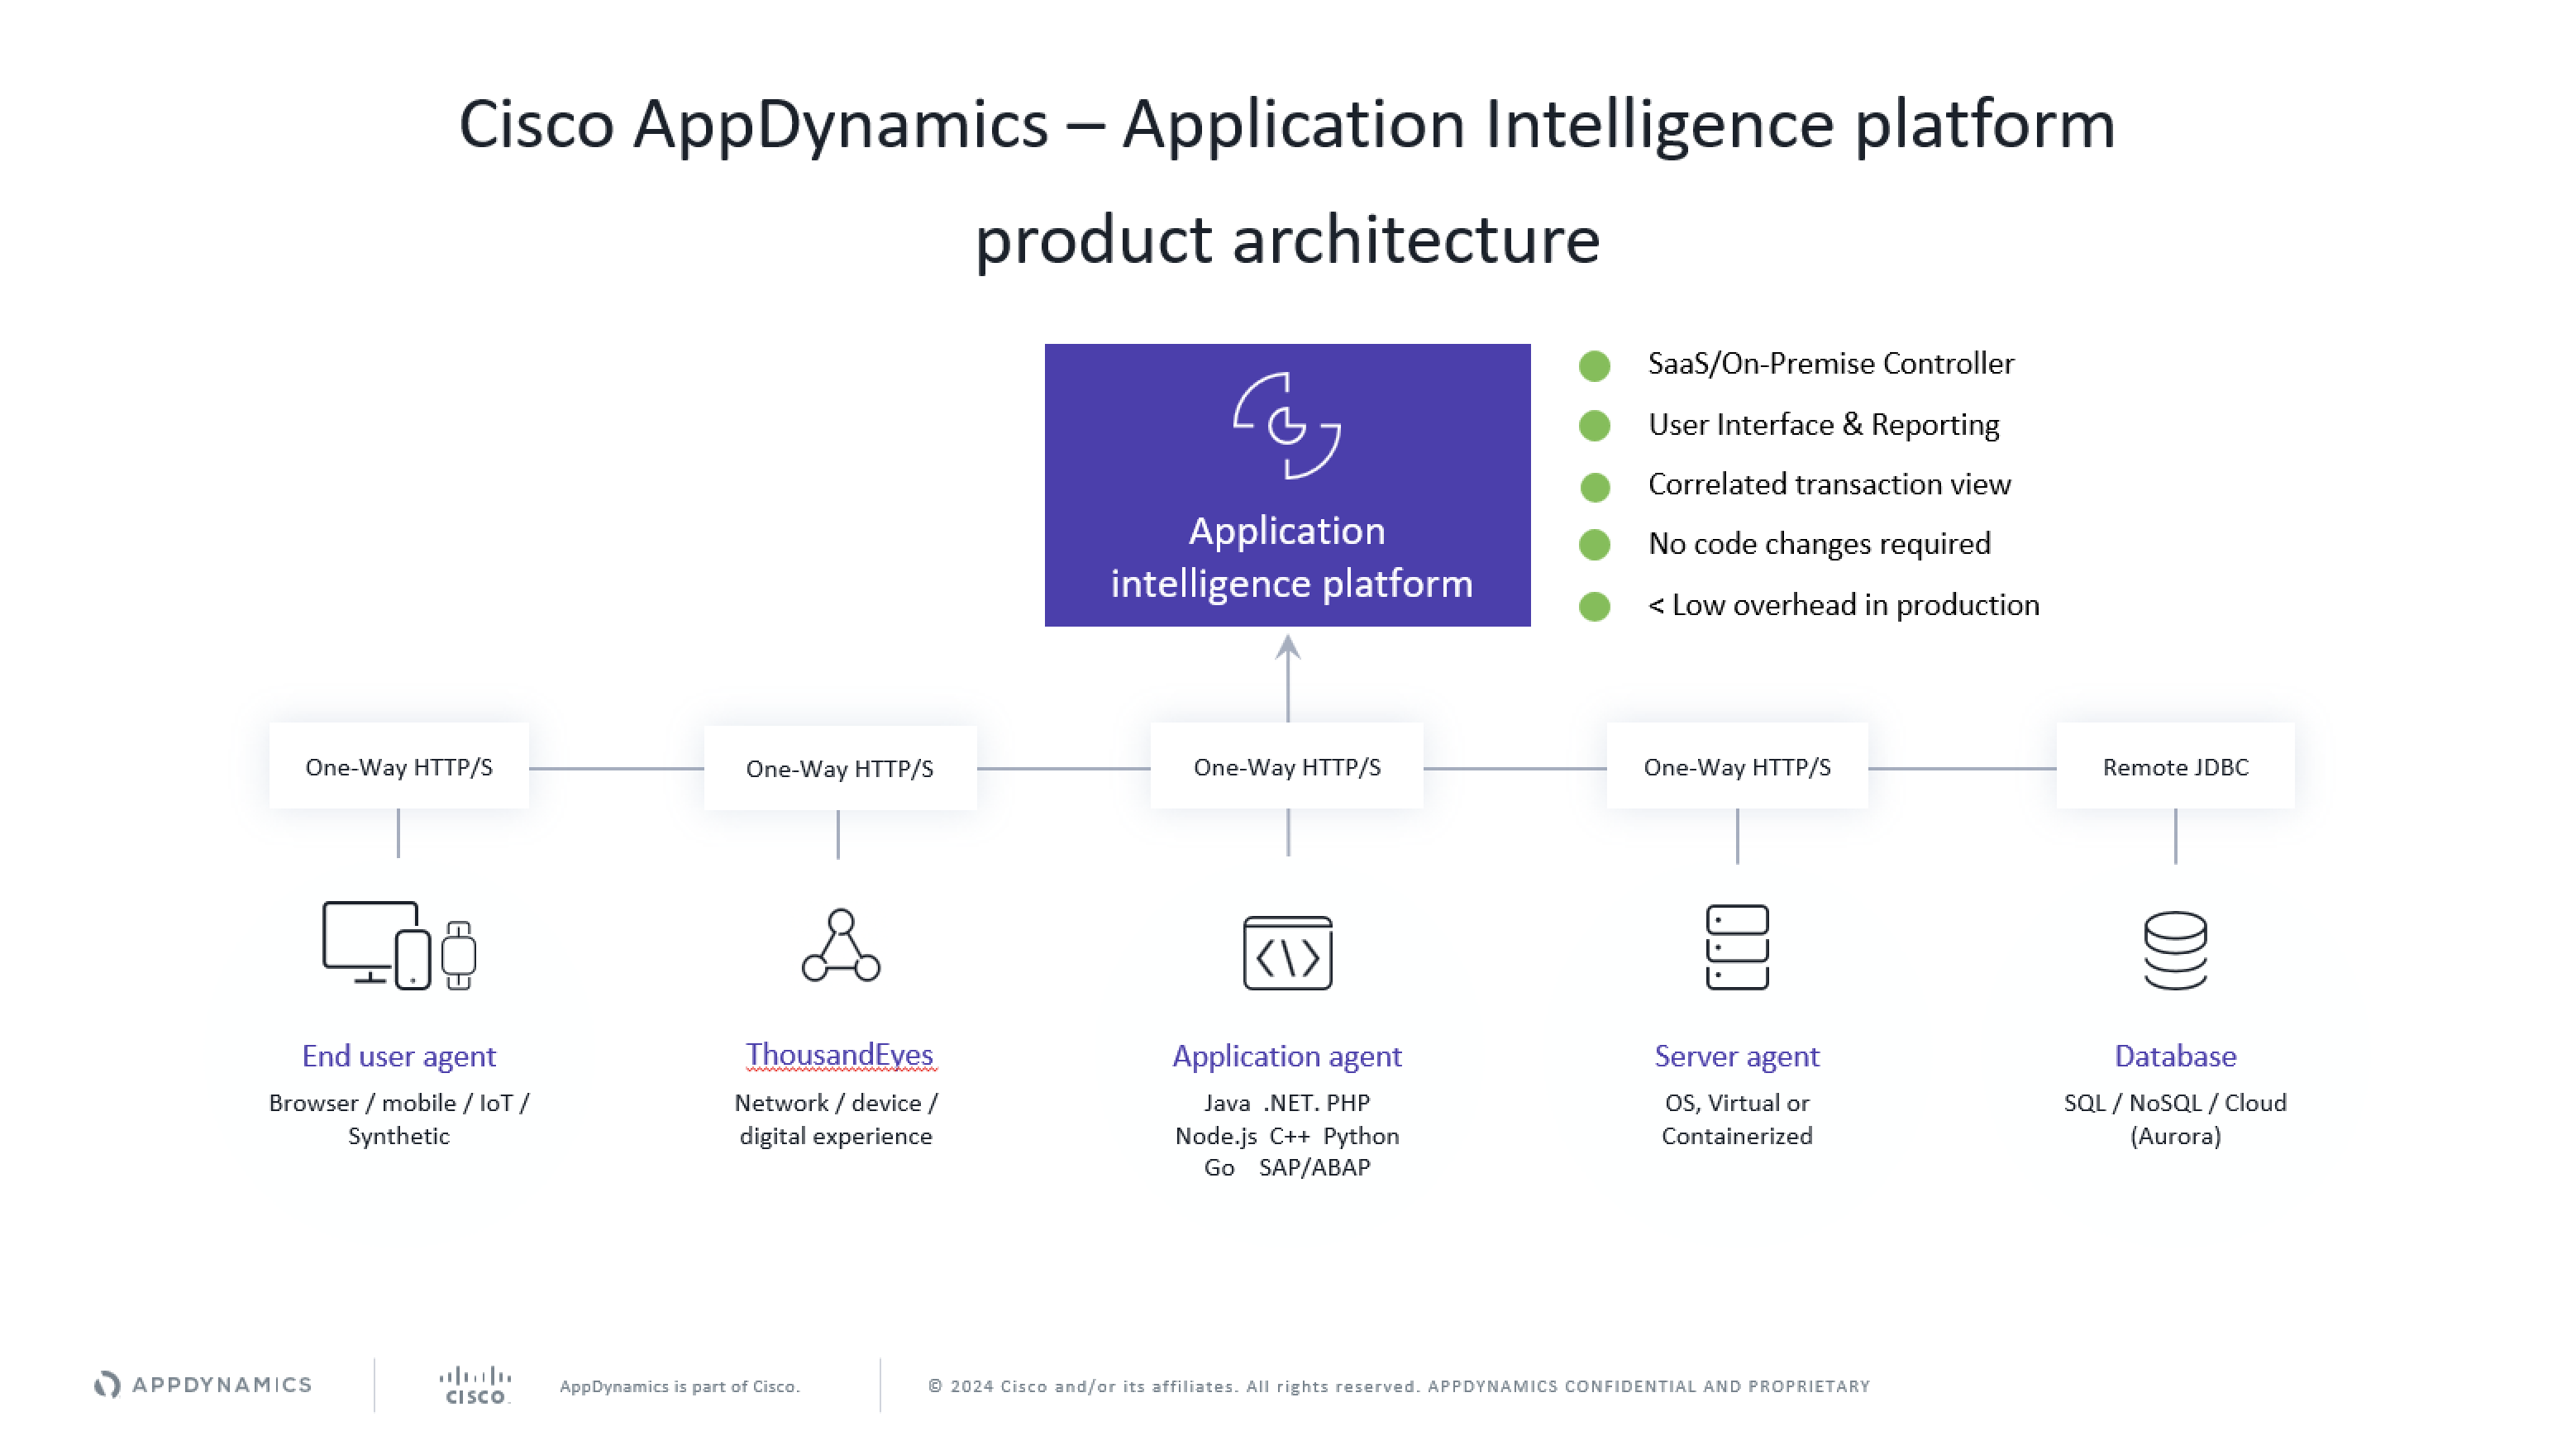 Cisco AppDynamics – Application Intelligence platform
product architecture
Application
intelligence platform
SaaS/On-Premise Controller
User Interface & Reporting
Correlated transaction view
No code changes required
< Low overhead in production
One-Way HTTP/S
One-Way HTTP/S
One-Way HTTP/S
One-Way HTTP/S
Remote JDBC
End user agent
Browser / mobile / IoT /
Synthetic
ThousandEyes
Network / device /
digital experience
Application agent
Java .NET. PHP
Node.js C++ Python
Go SAP/ABAP
Server agent
OS, Virtual or
Containerized
Database
SQL / NoSQL / Cloud
(Aurora)
APPDYNAMICS
CISCO.
AppDynamics is part of Cisco.
© 2024 Cisco and/or its affiliates. All rights reserved. APPDYNAMICS CONFIDENTIAL AND PROPRIETARY